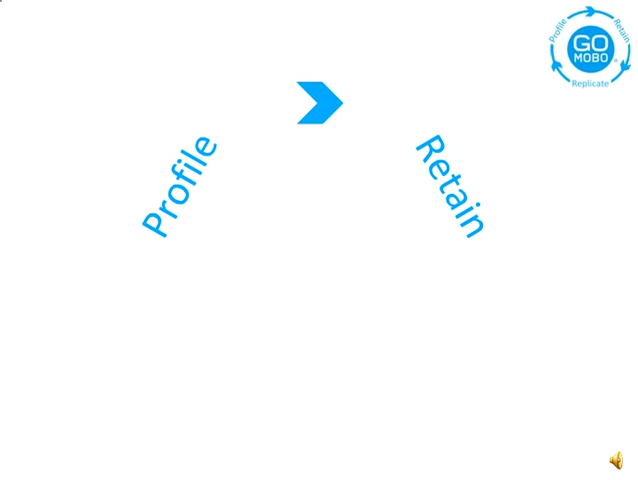 Profile
Retain
GO
MOBO
Replicate
Profile
Retain